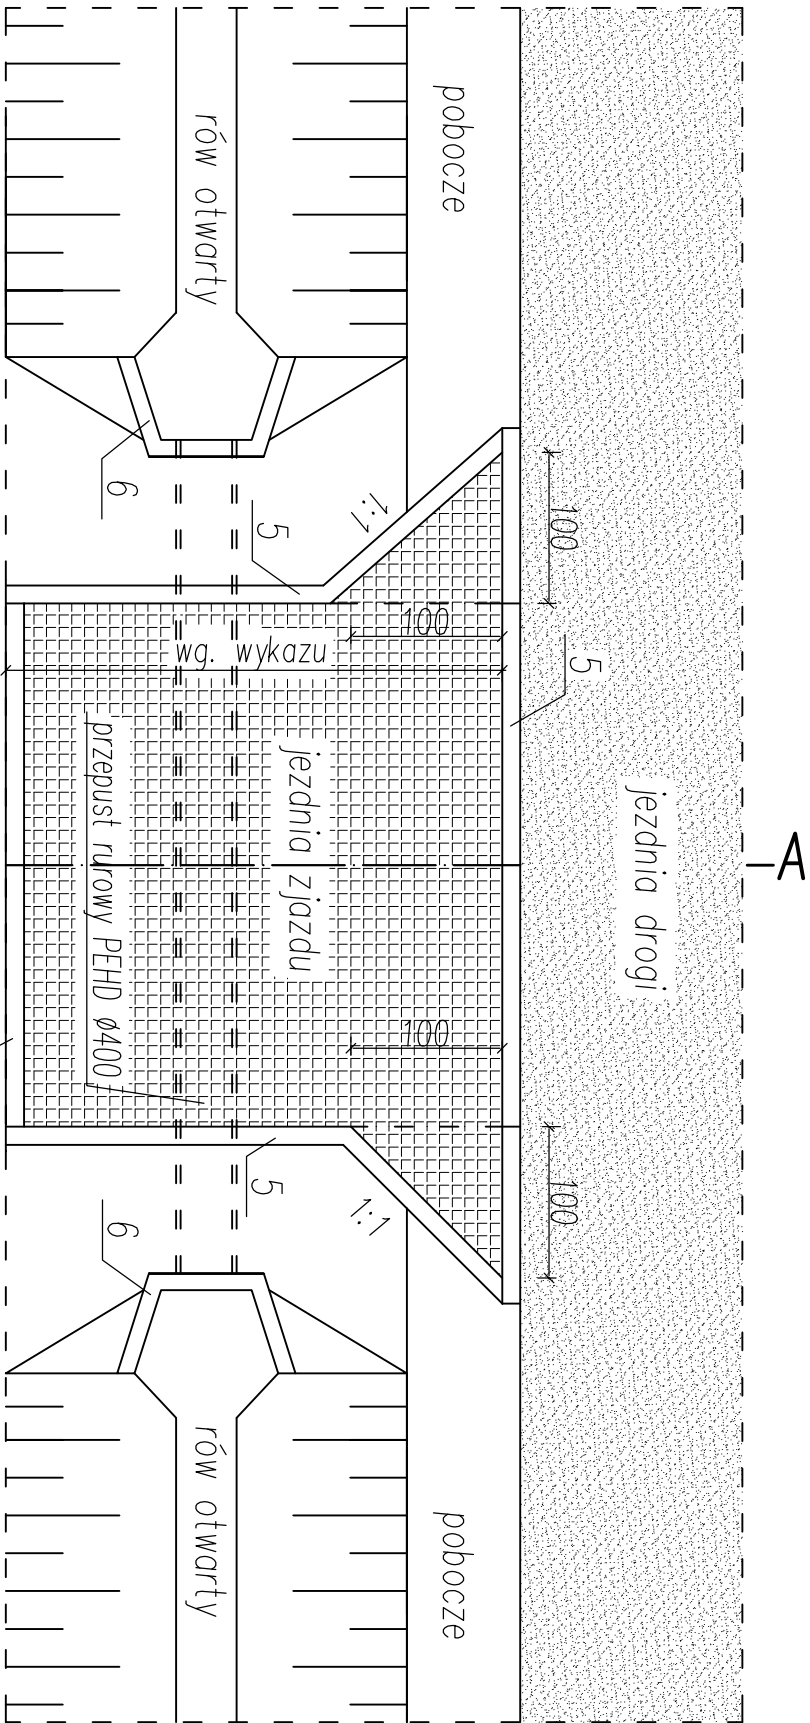 A
jezdnia drogi
pobocze
pobocze
100
100
5
100
100
1:1
1:1
5
5
wg. wykazu
jezdnia zjazdu
rów otwarty
rów otwarty
przepust rurowy PEHD ø400
6
6